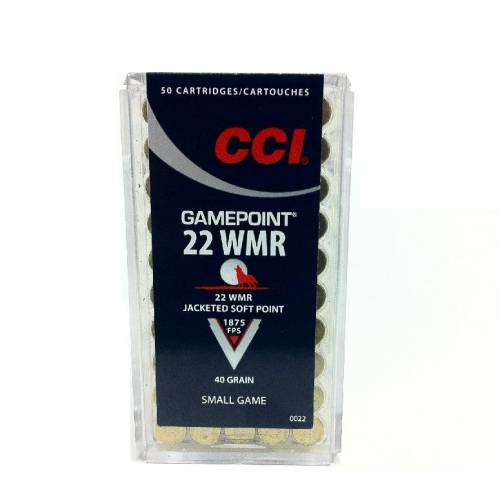 50 CARTRIDGES/CARTOUCHES
CCI®
GAMEPOINT®
22 WMR
22 WMR
JACKETED SOFT POINT
1875
FPS
40 GRAIN
SMALL GAME
0022